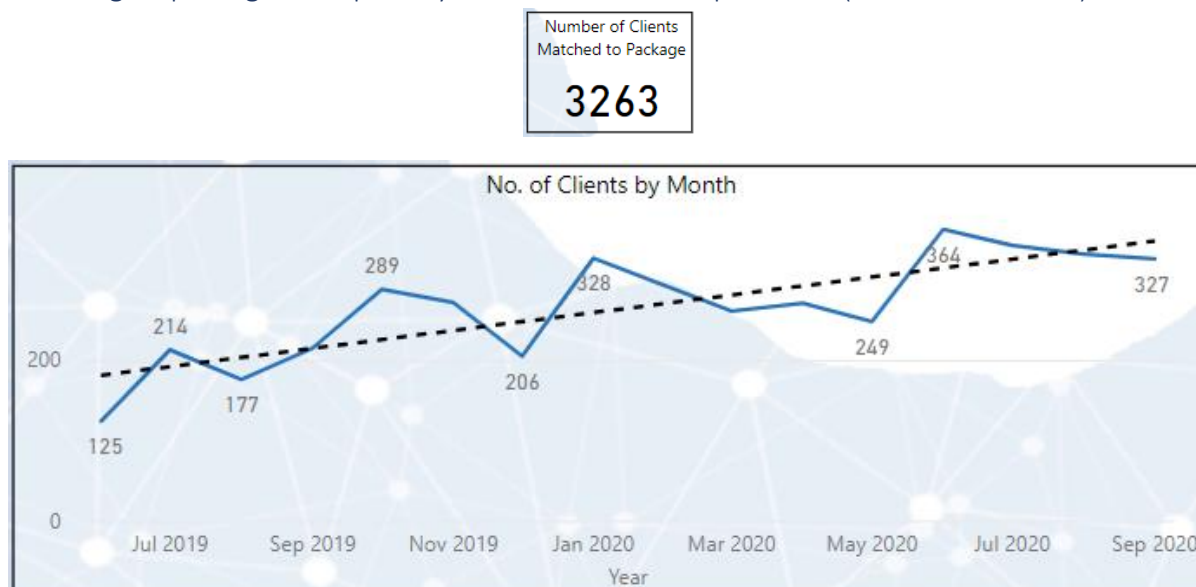 Number of Clients
Matched to Package
3263
No. of Clients by Month
289
328
364
327
214
249
200
206
177
125
0
Jul 2019 Sep 2019 Nov 2019 Jan 2020 Mar 2020 May 2020 Jul 2020 Sep 2020
Year